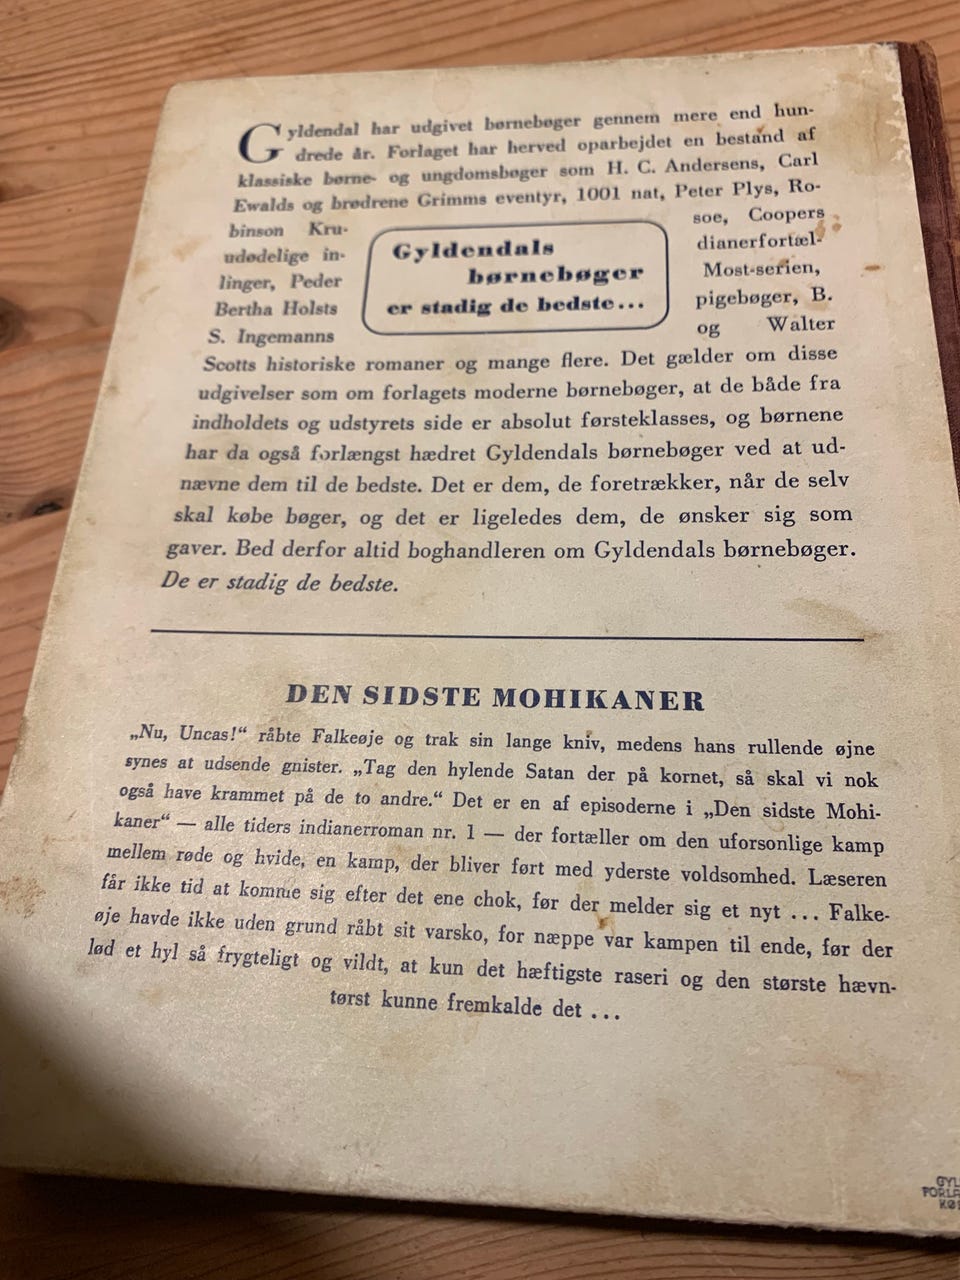 Gyldendal har udgivet børnebøger gennem mere end hun-
drede år. Forlaget har herved oparbejdet en bestand af
klassiske børne- og ungdomsbøger som H. C. Andersens, Carl
Ewalds og brødrene Grimms eventyr, 1001 nat, Peter Plys, Ro-
binson Kru- soe, Coopers
udødelige in- dianerfortæl-
linger, Peder Most-serien,
Bertha Holsts pigebøger, B.
S. Ingemanns og Walter
Gyldendals
børnebøger
er stadig de bedste...
Scotts historiske romaner og mange flere. Det gælder om disse
udgivelser som om forlagets moderne børnebøger, at de både fra
indholdets og udstyrets side er absolut førsteklasses, og børnene
har da også forlængst hædret Gyldendals børnebøger ved at ud-
nævne dem til de bedste. Det er dem, de foretrækker, når de selv
skal købe bøger, og det er ligeledes dem, de ønsker sig som
gaver. Bed derfor altid boghandleren om Gyldendals børnebøger.
De er stadig de bedste.
DEN SIDSTE MOHIKANER
„Nu, Uncas!“ råbte Falkeøje og trak sin lange kniv, medens hans rullende øjne
synes at udsende gnister. „Tag den hylende Satan der på kornet, så skal vi nok
også have krammet på de to andre.“ Det er en af episoderne i „Den sidste Mohi-
kaner“ — alle tiders indianerroman nr. 1 — der fortæller om den uforsonlige kamp
mellem røde og hvide, en kamp, der bliver ført med yderste voldsomhed. Læseren
får ikke tid at komme sig efter det ene chok, før der melder sig et nyt ... Falke-
øje havde ikke uden grund råbt sit varsko, for næppe var kampen til ende, før der
lød et hyl så frygteligt og vildt, at kun det hæftigste raseri og den største hævn-
tørst kunne fremkalde det ...
GYL
FORLA
KØ